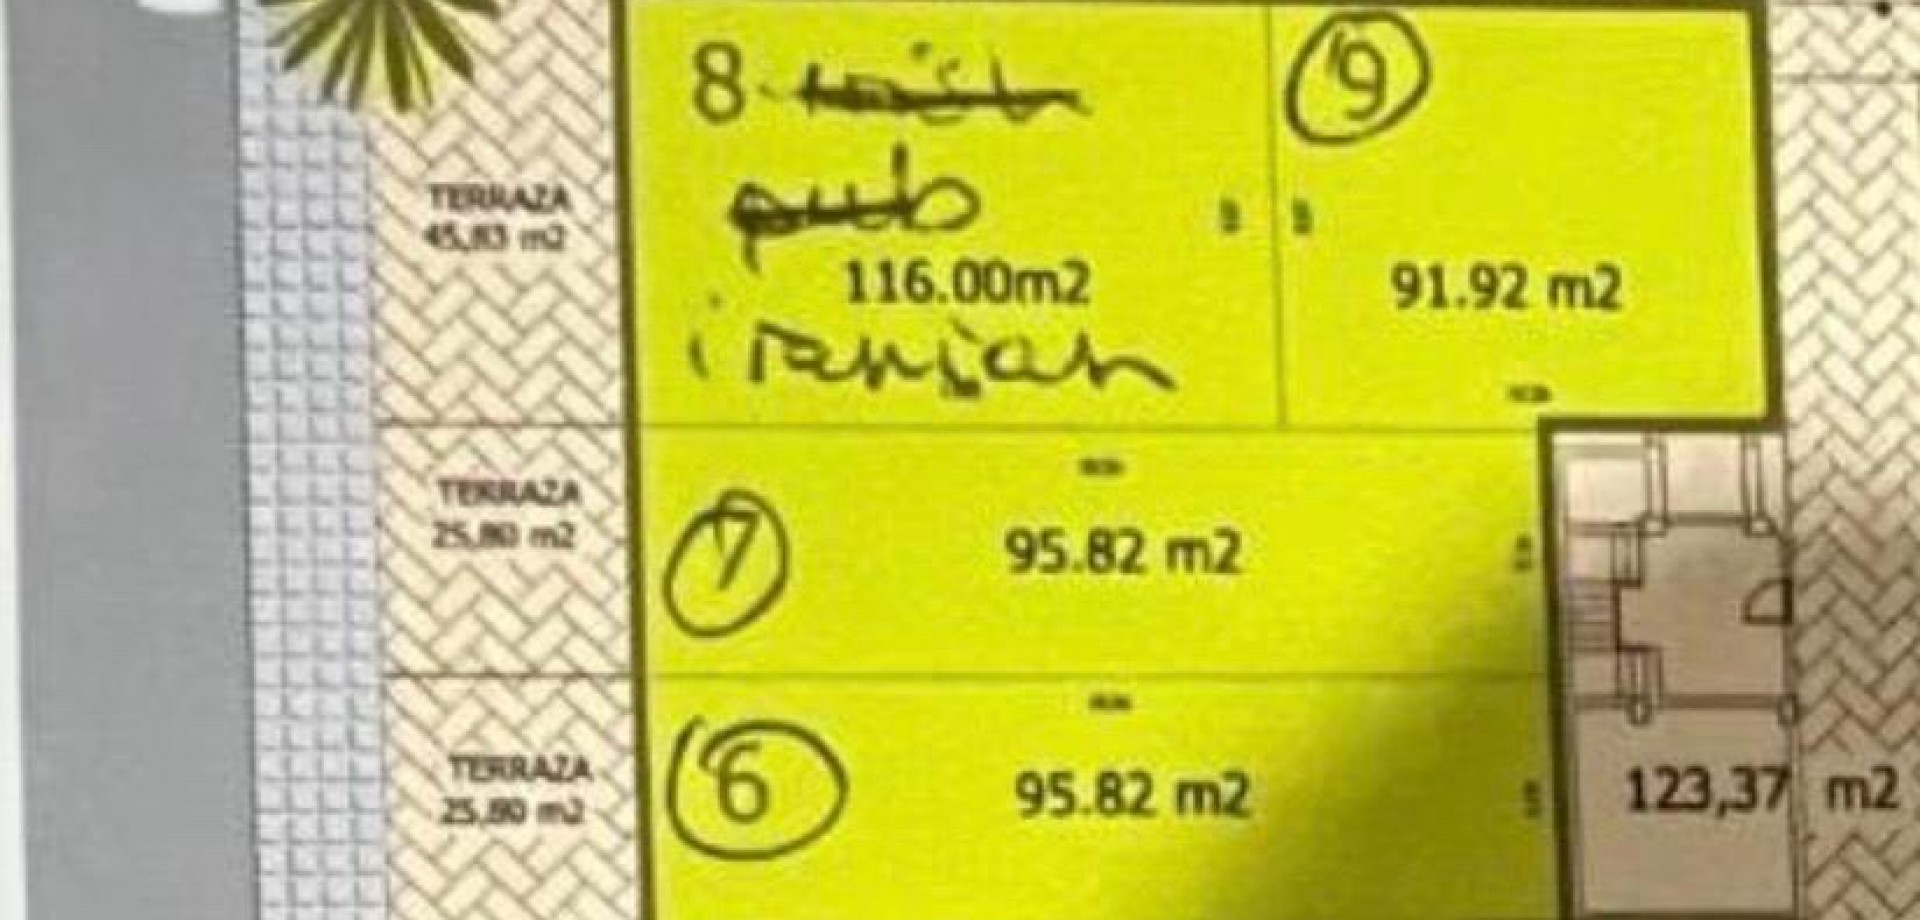 8
9
pub
TERRAZA
45,83 m2
116.00m2
91.92 m2
TERRAZA
25,80 m2
7
95.82 m2
6
TERRAZA
25,80 m2
95.82 m2
123,37 m2